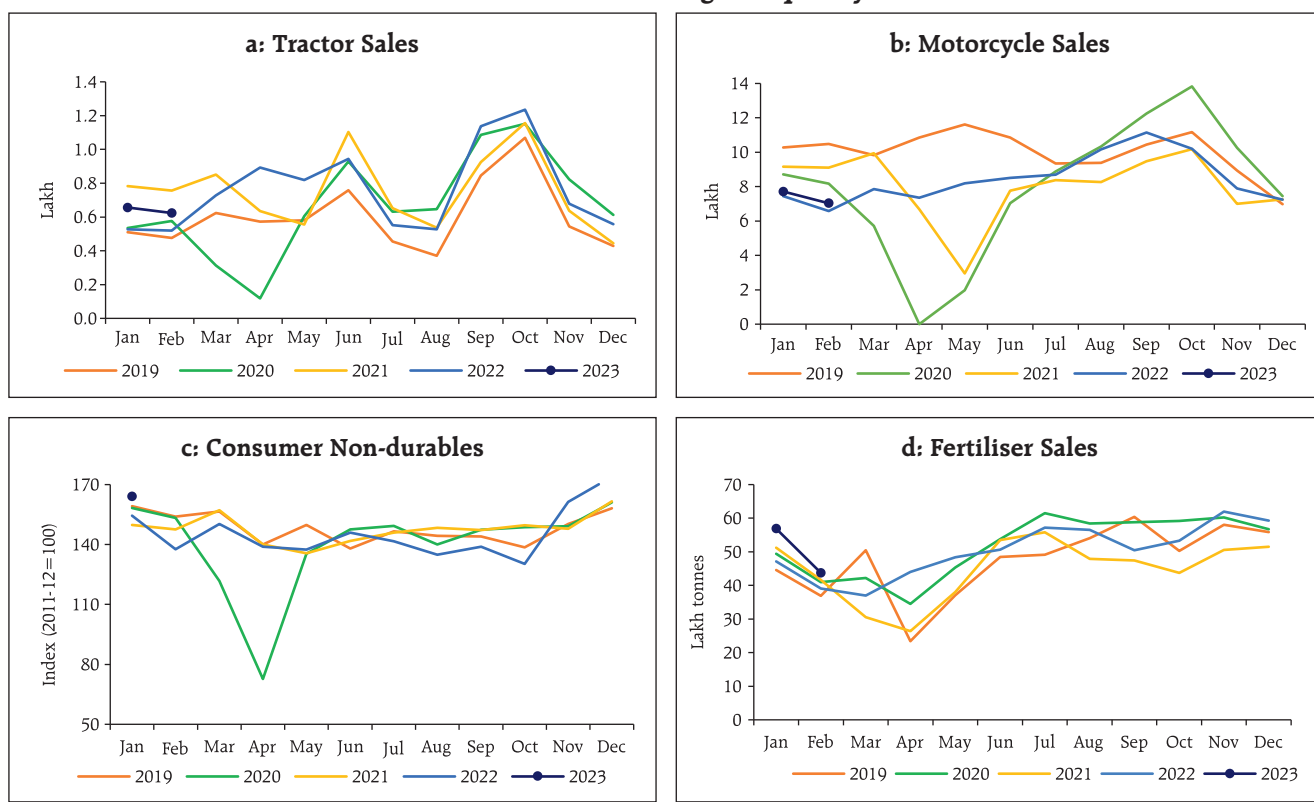 a: Tractor Sales
Lakh
1.4
1.2
1.0
0.8
0.6
0.4
0.2
0.0
Jan Feb Mar Apr May Jun Jul Aug Sep Oct Nov Dec
2019 2020 2021 2022 2023
b: Motorcycle Sales
Lakh
14
12
10
8
6
4
2
0
Jan Feb Mar Apr May Jun Jul Aug Sep Oct Nov Dec
2019 2020 2021 2022 2023
c: Consumer Non-durables
Index (2011-12=100)
170
140
110
80
50
Jan Feb Mar Apr May Jun Jul Aug Sep Oct Nov Dec
2019 2020 2021 2022 2023
d: Fertiliser Sales
Lakh tonnes
70
60
50
40
30
20
10
0
Jan Feb Mar Apr May Jun Jul Aug Sep Oct Nov Dec
2019 2020 2021 2022 2023